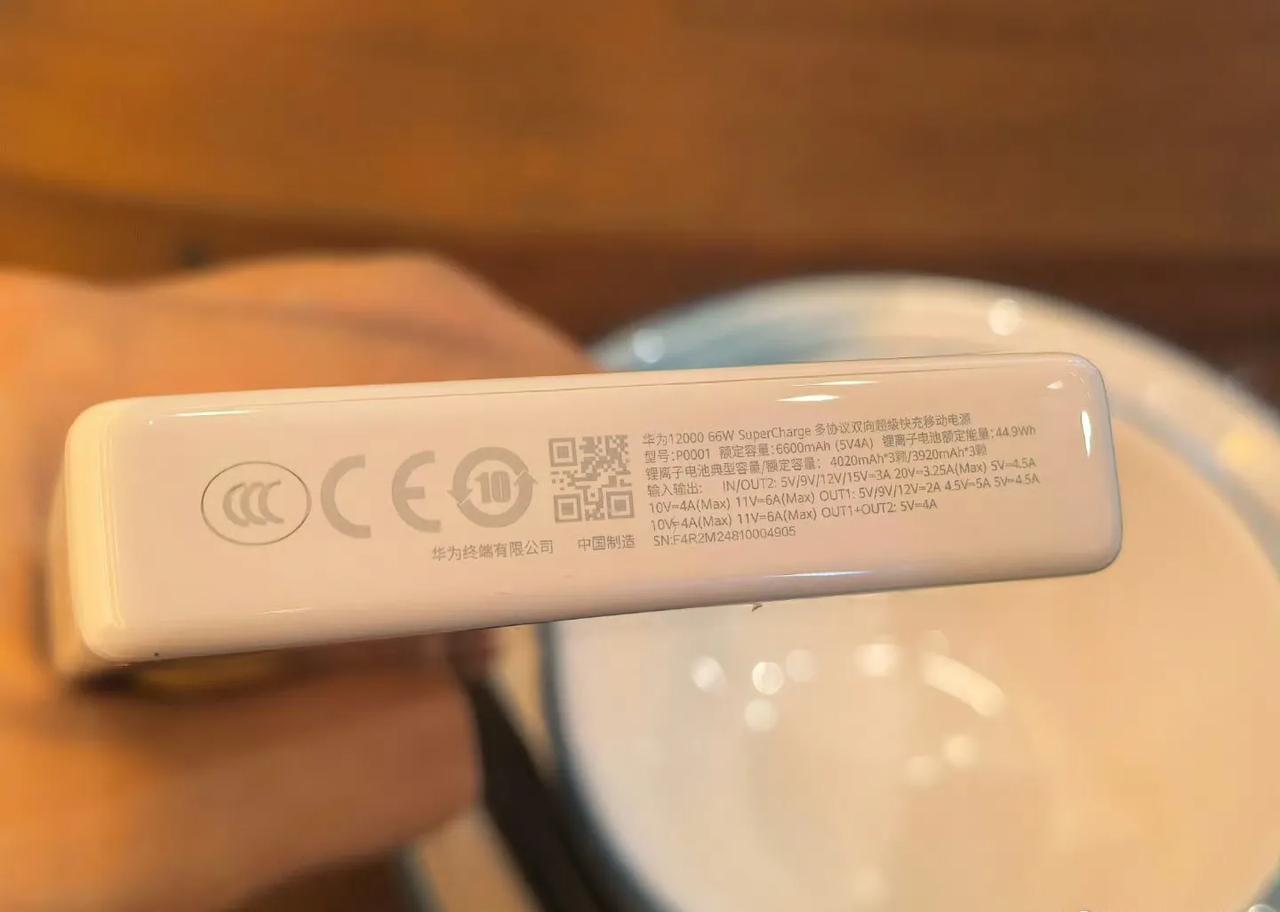 华为12000 66W SuperCharge 多协议双向超级快充移动电源
型号:P0001 额定容量:6600mAh (5V4A) 锂离子电池额定能量:44.9Wh
锂离子电池典型容量/额定容量: 4020mAh*3颗/3920mAh*3颗
输入输出: IN/OUT2: 5V/9V/12V/15V=3A 20V=3.25A(Max) 5V=4.5A
10V=4A(Max) 11V=6A(Max) OUT1: 5V/9V/12V=2A 4.5V=5A 5V=4.5A
10V=4A(Max) 11V=6A(Max) OUT1+OUT2: 5V=4A
SN:F4R2M24810004905
CCC
CE
10
华为终端有限公司 中国制造